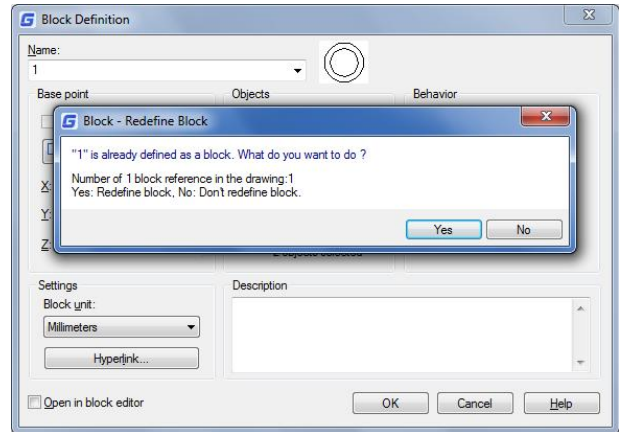 Block Definition
Name:
1
Base point
Objects
Behavior
Block - Redefine Block
"1" is already defined as a block. What do you want to do ?
Number of 1 block reference in the drawing:1
Yes: Redefine block, No: Don't redefine block.
Yes
No
X:
Y:
Z:
Settings
Block unit:
Millimeters
Hyperlink...
Description
Open in block editor
OK
Cancel
Help